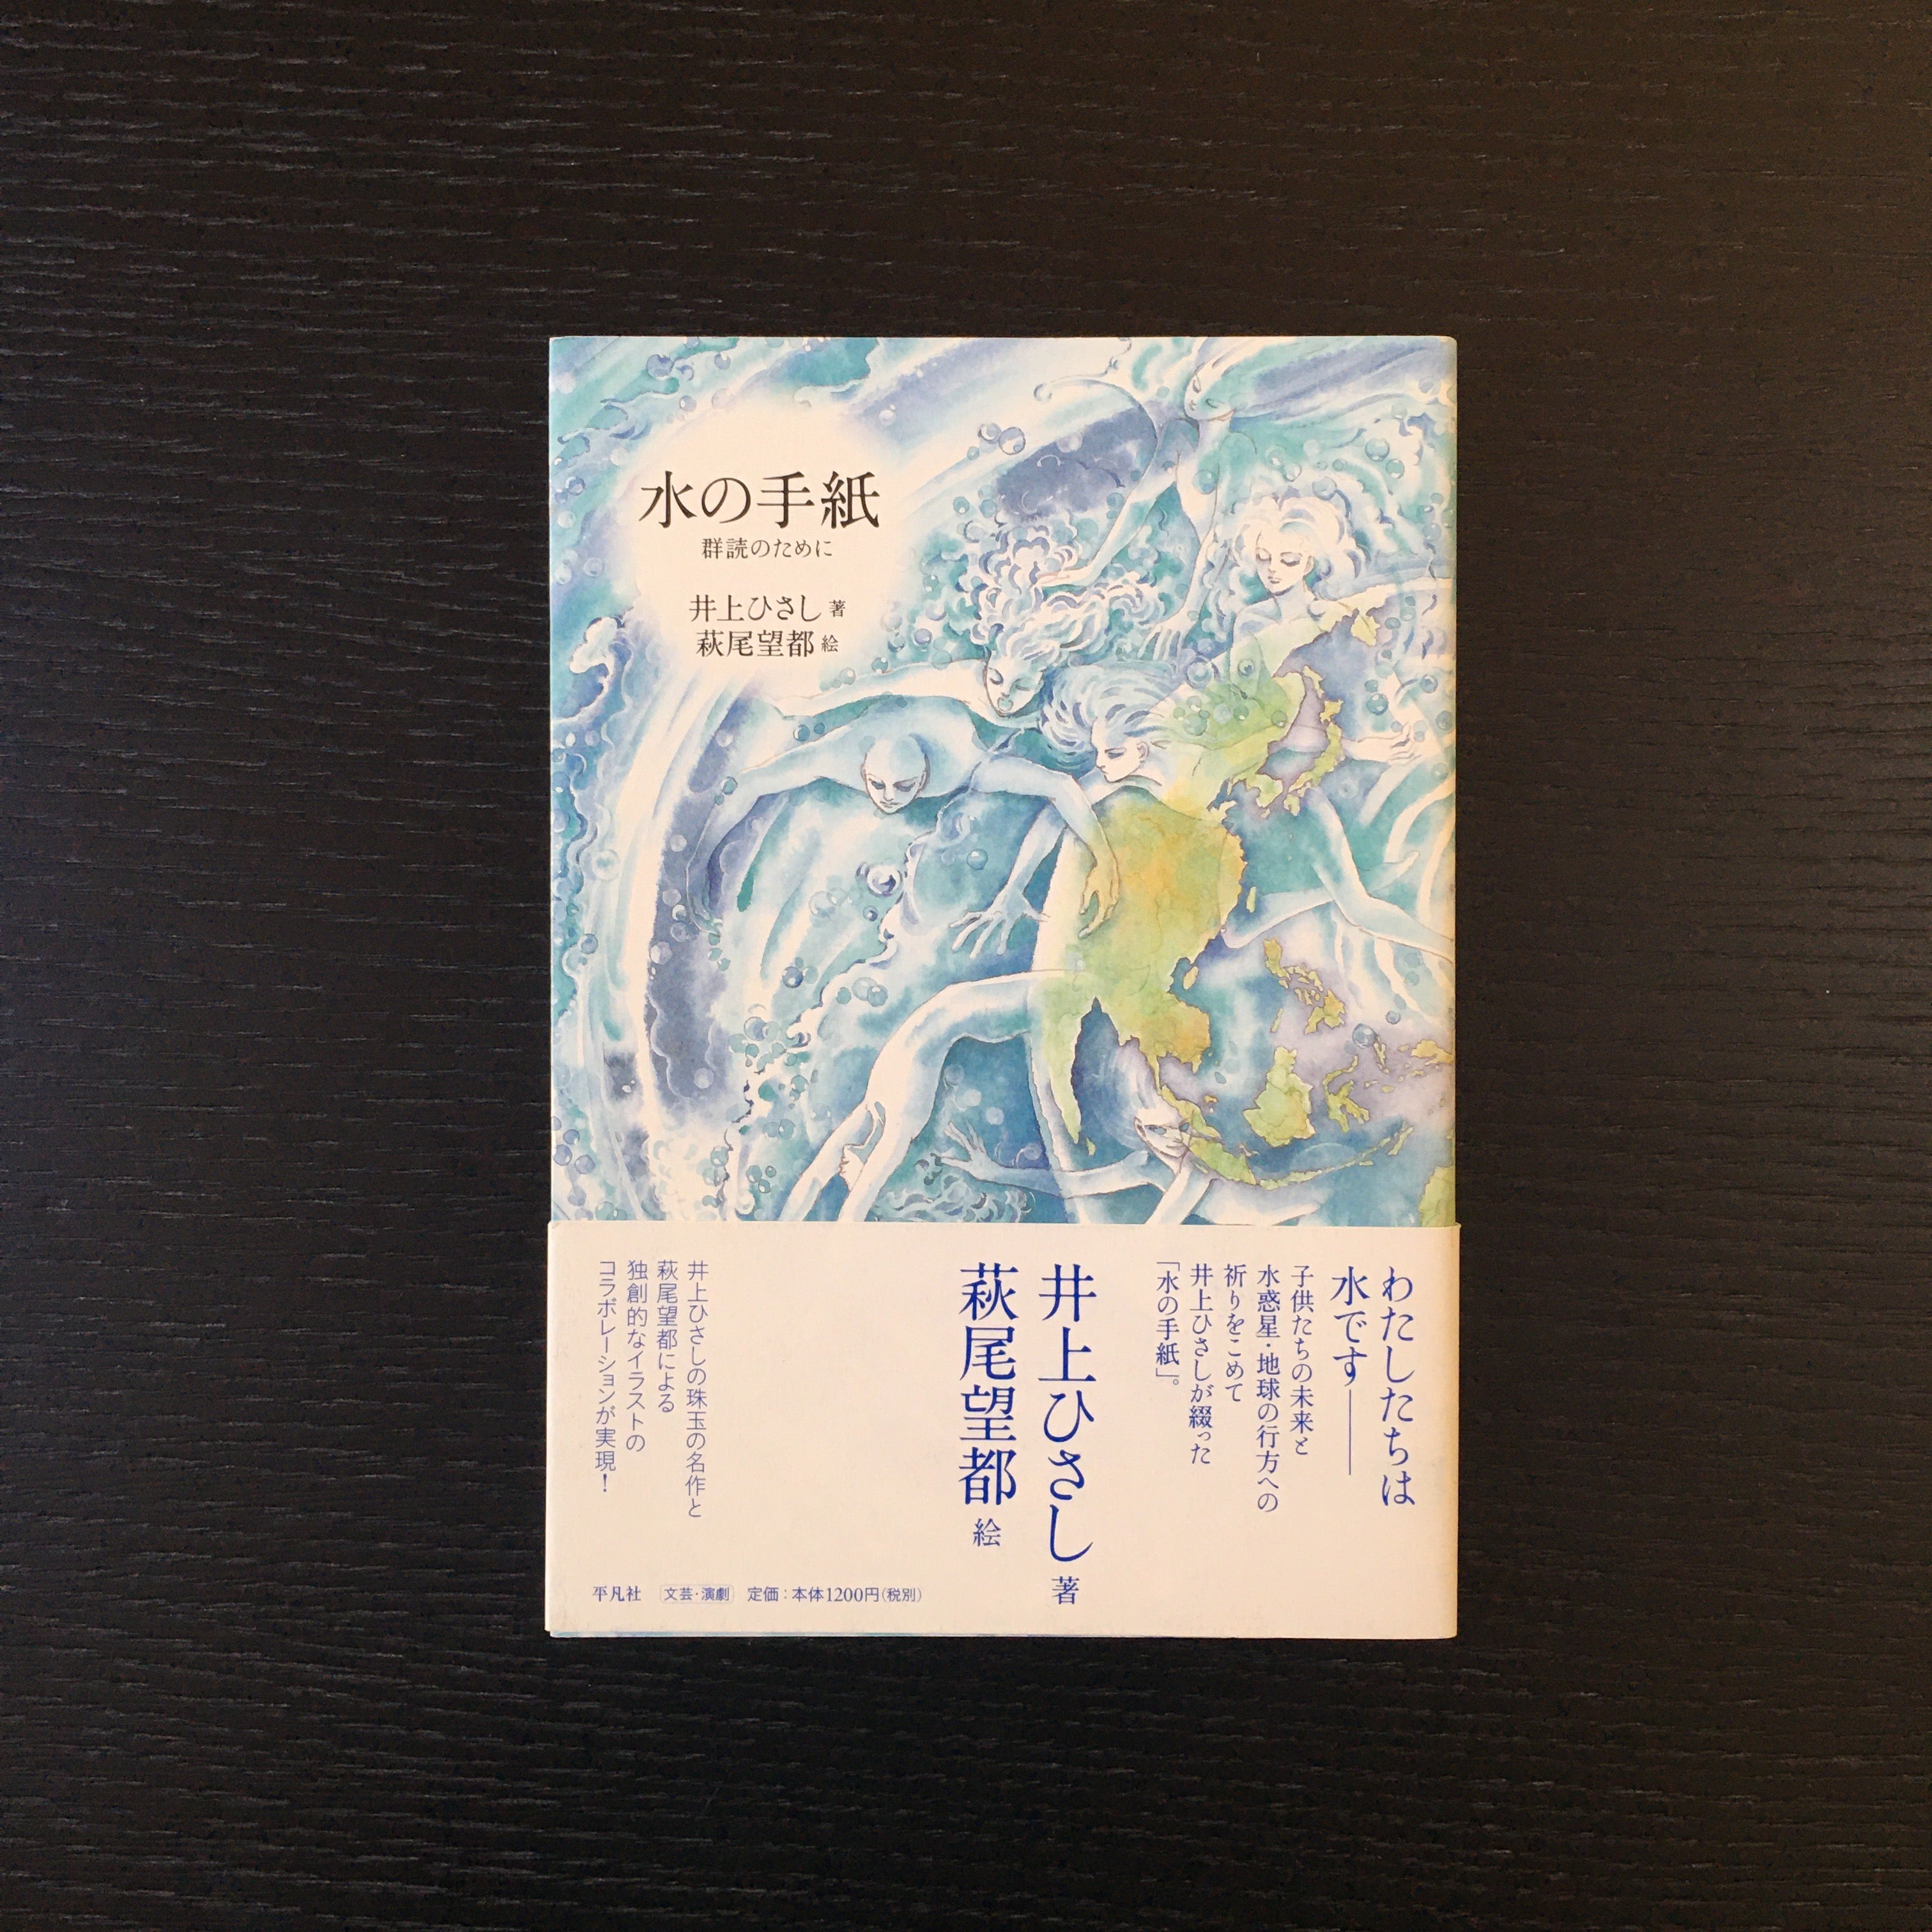 水の手紙
群読のために
井上ひさし 著
萩尾望都 絵
わたしたちは
水です――
子供たちの未来と
水惑星・地球の行方への
祈りをこめて
井上ひさしが綴った
「水の手紙」。
井上ひさし 著
萩尾望都 絵
井上ひさしの珠玉の名作と
萩尾望都による
独創的なイラストの
コラボレーションが実現！
平凡社 文芸・演劇 定価：本体1200円（税別）